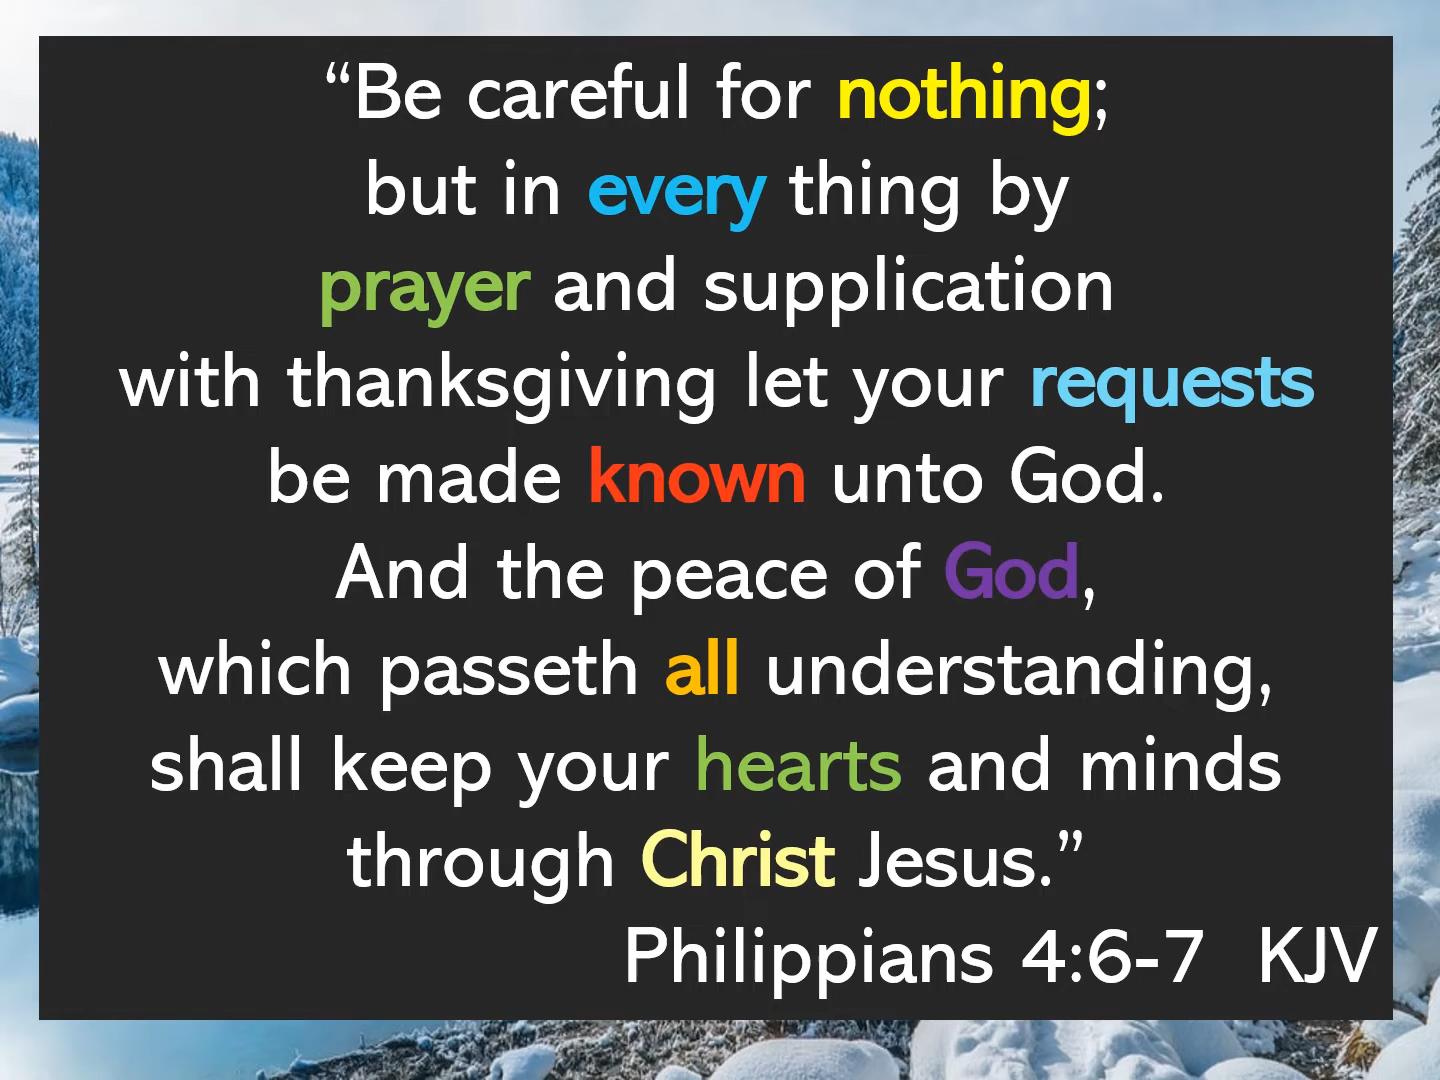 “Be careful for nothing;
but in every thing by
prayer and supplication
with thanksgiving let your requests
be made known unto God.
And the peace of God,
which passeth all understanding,
shall keep your hearts and minds
through Christ Jesus.”
Philippians 4:6-7 KJV